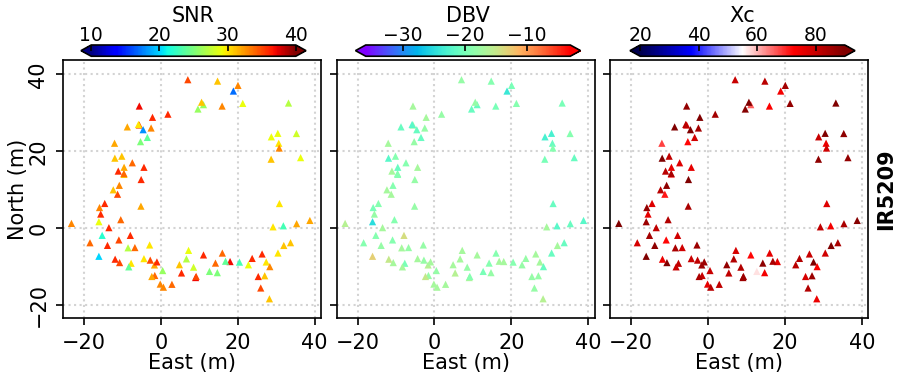 SNR DBV Xc
10 20 30 40 −30 −20 −10 20 40 60 80
40
20
0
−20
North (m)
IR5209
−20 0 20 40 −20 0 20 40 −20 0 20 40
East (m) East (m) East (m)